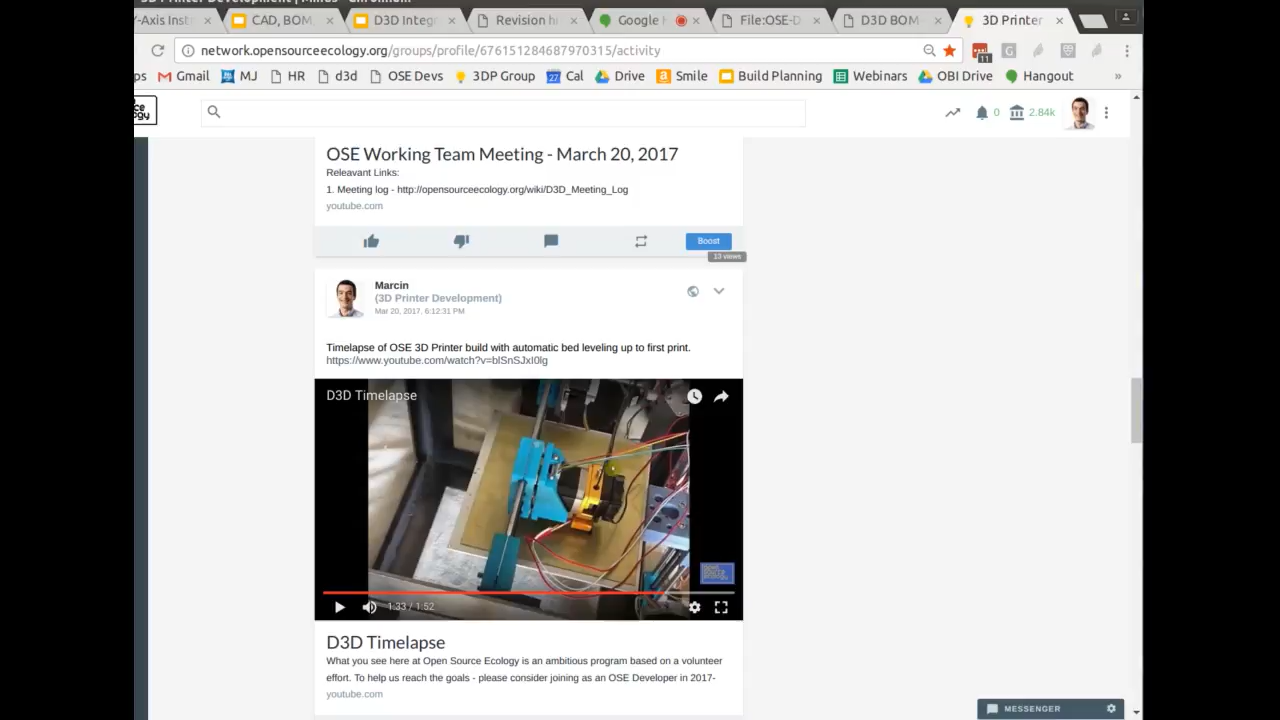 CAD, BOM,
D3D Integ
Revision h
Google H
File:OSE-D
D3D BOM
3D Printer
network.opensourceecology.org/groups/profile/676151284687970315/activity
11
ps Gmail MJ HR d3d OSE Devs 3DP Group 27 Cal Drive Smile Build Planning Webinars OBI Drive Hangout »
0 2.84k
OSE Working Team Meeting - March 20, 2017
Releavant Links:
1. Meeting log - http://opensourceecology.org/wiki/D3D_Meeting_Log
youtube.com
Boost
13 views
Marcin
(3D Printer Development)
Mar 20, 2017, 6:12:31 PM
Timelapse of OSE 3D Printer build with automatic bed leveling up to first print.
https://www.youtube.com/watch?v=blSnSJxI0lg
D3D Timelapse
1:33 / 1:52
D3D Timelapse
What you see here at Open Source Ecology is an ambitious program based on a volunteer
effort. To help us reach the goals - please consider joining as an OSE Developer in 2017-
youtube.com
MESSENGER